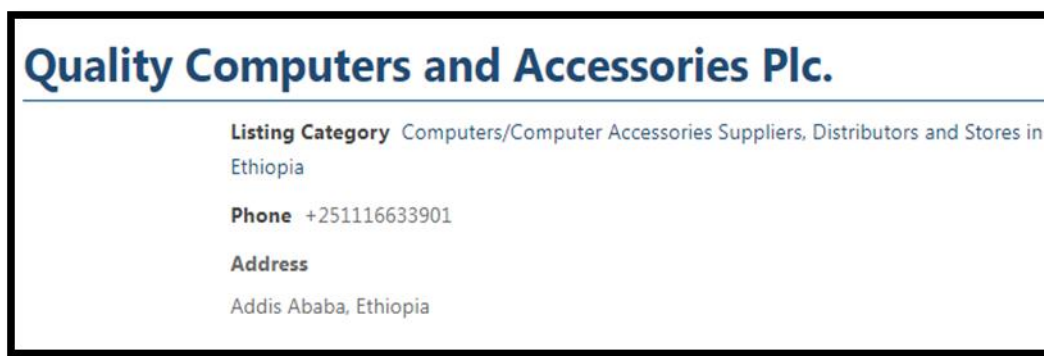 Quality Computers and Accessories Plc.
Listing Category Computers/Computer Accessories Suppliers, Distributors and Stores in
Ethiopia
Phone +251116633901
Address
Addis Ababa, Ethiopia